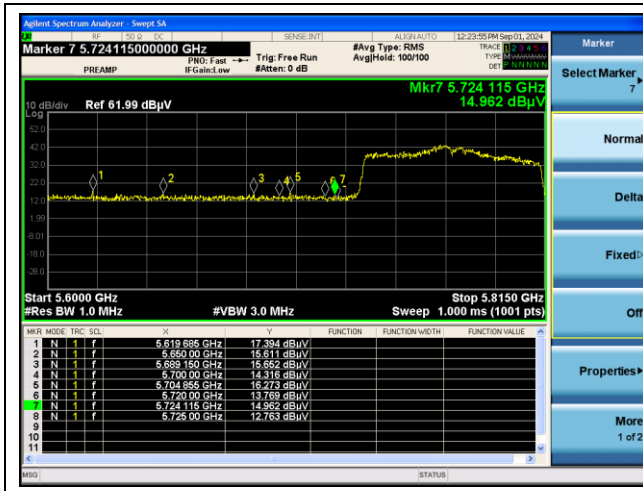 Agilent Spectrum Analyzer - Swept SA
RF 50 Ω DC SENSE:INT ALIGN AUTO 12:23:55 PM Sep 01, 2024
Marker 7 5.724115000000 GHz
PREAMP
PNO: Fast
IFGain:Low
Trig: Free Run
#Atten: 0 dB
#Avg Type: RMS
Avg|Hold: 100/100
TRACE 1 2 3 4 5 6
TYPE
DET P N N N N N
Mkr7 5.724 115 GHz
14.962 dBµV
10 dB/div Ref 61.99 dBµV
Log
52.0
42.0
32.0
22.0
12.0
1.99
-8.01
-18.0
-28.0
1 2 3 4 5 6 7
Start 5.6000 GHz Stop 5.8150 GHz
#Res BW 1.0 MHz #VBW 3.0 MHz Sweep 1.000 ms (1001 pts)
MKR MODE TRC SCL X Y FUNCTION FUNCTION WIDTH FUNCTION VALUE
1 N 1 f 5.619 685 GHz 17.394 dBµV
2 N 1 f 5.650 00 GHz 15.611 dBµV
3 N 1 f 5.689 150 GHz 15.652 dBµV
4 N 1 f 5.700 00 GHz 14.316 dBµV
5 N 1 f 5.704 855 GHz 16.273 dBµV
6 N 1 f 5.720 00 GHz 13.769 dBµV
7 N 1 f 5.724 115 GHz 14.962 dBµV
8 N 1 f 5.725 00 GHz 12.763 dBµV
9
10
11
MSG STATUS
Marker
Select Marker
7
Normal
Delta
Fixed
Off
Properties
More
1 of 2